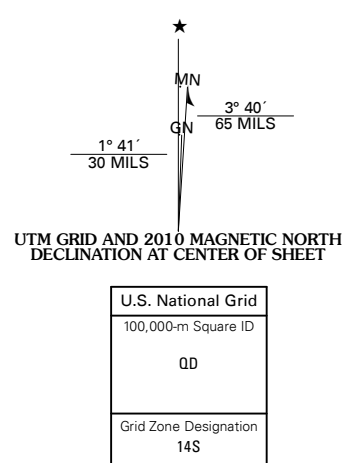 ★
MN
3° 40´
65 MILS
GN
1° 41´
30 MILS
UTM GRID AND 2010 MAGNETIC NORTH
DECLINATION AT CENTER OF SHEET
U.S. National Grid
100,000-m Square ID
QD
Grid Zone Designation
14S